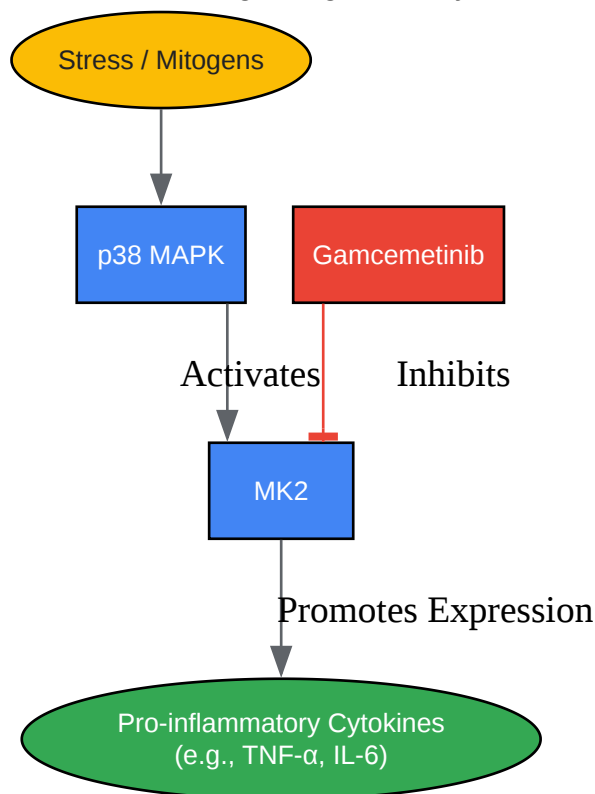 Stress / Mitogens
p38 MAPK
Gamcemetinib
Activates
Inhibits
MK2
Promotes Expression
Pro-inflammatory Cytokines
(e.g., TNF-α, IL-6)